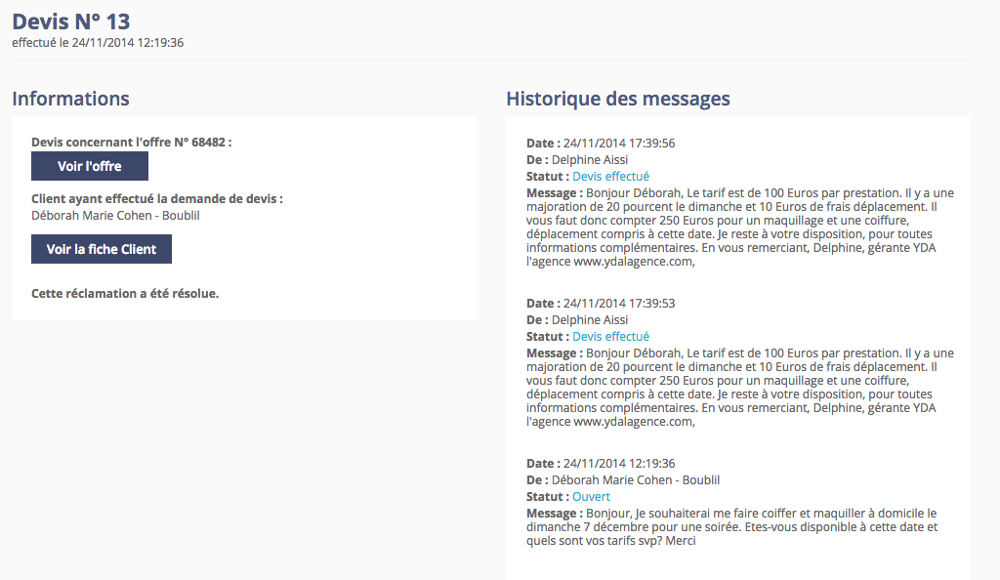 Devis N° 13
effectué le 24/11/2014 12:19:36
Informations
Devis concernant l'offre N° 68482 :
Voir l'offre
Client ayant effectué la demande de devis :
Déborah Marie Cohen - Boublil
Voir la fiche Client
Cette réclamation a été résolue.
Historique des messages
Date : 24/11/2014 17:39:56
De : Delphine Aissi
Statut : Devis effectué
Message : Bonjour Déborah, Le tarif est de 100 Euros par prestation. Il y a une
majoration de 20 pourcent le dimanche et 10 Euros de frais déplacement. Il
vous faut donc compter 250 Euros pour un maquillage et une coiffure,
déplacement compris à cette date. Je reste à votre disposition, pour toutes
informations complémentaires. En vous remerciant, Delphine, gérante YDA
l'agence www.ydalagence.com,
Date : 24/11/2014 17:39:53
De : Delphine Aissi
Statut : Devis effectué
Message : Bonjour Déborah, Le tarif est de 100 Euros par prestation. Il y a une
majoration de 20 pourcent le dimanche et 10 Euros de frais déplacement. Il
vous faut donc compter 250 Euros pour un maquillage et une coiffure,
déplacement compris à cette date. Je reste à votre disposition, pour toutes
informations complémentaires. En vous remerciant, Delphine, gérante YDA
l'agence www.ydalagence.com,
Date : 24/11/2014 12:19:36
De : Déborah Marie Cohen - Boublil
Statut : Ouvert
Message : Bonjour, Je souhaiterai me faire coiffer et maquiller à domicile le
dimanche 7 décembre pour une soirée. Etes-vous disponible à cette date et
quels sont vos tarifs svp? Merci